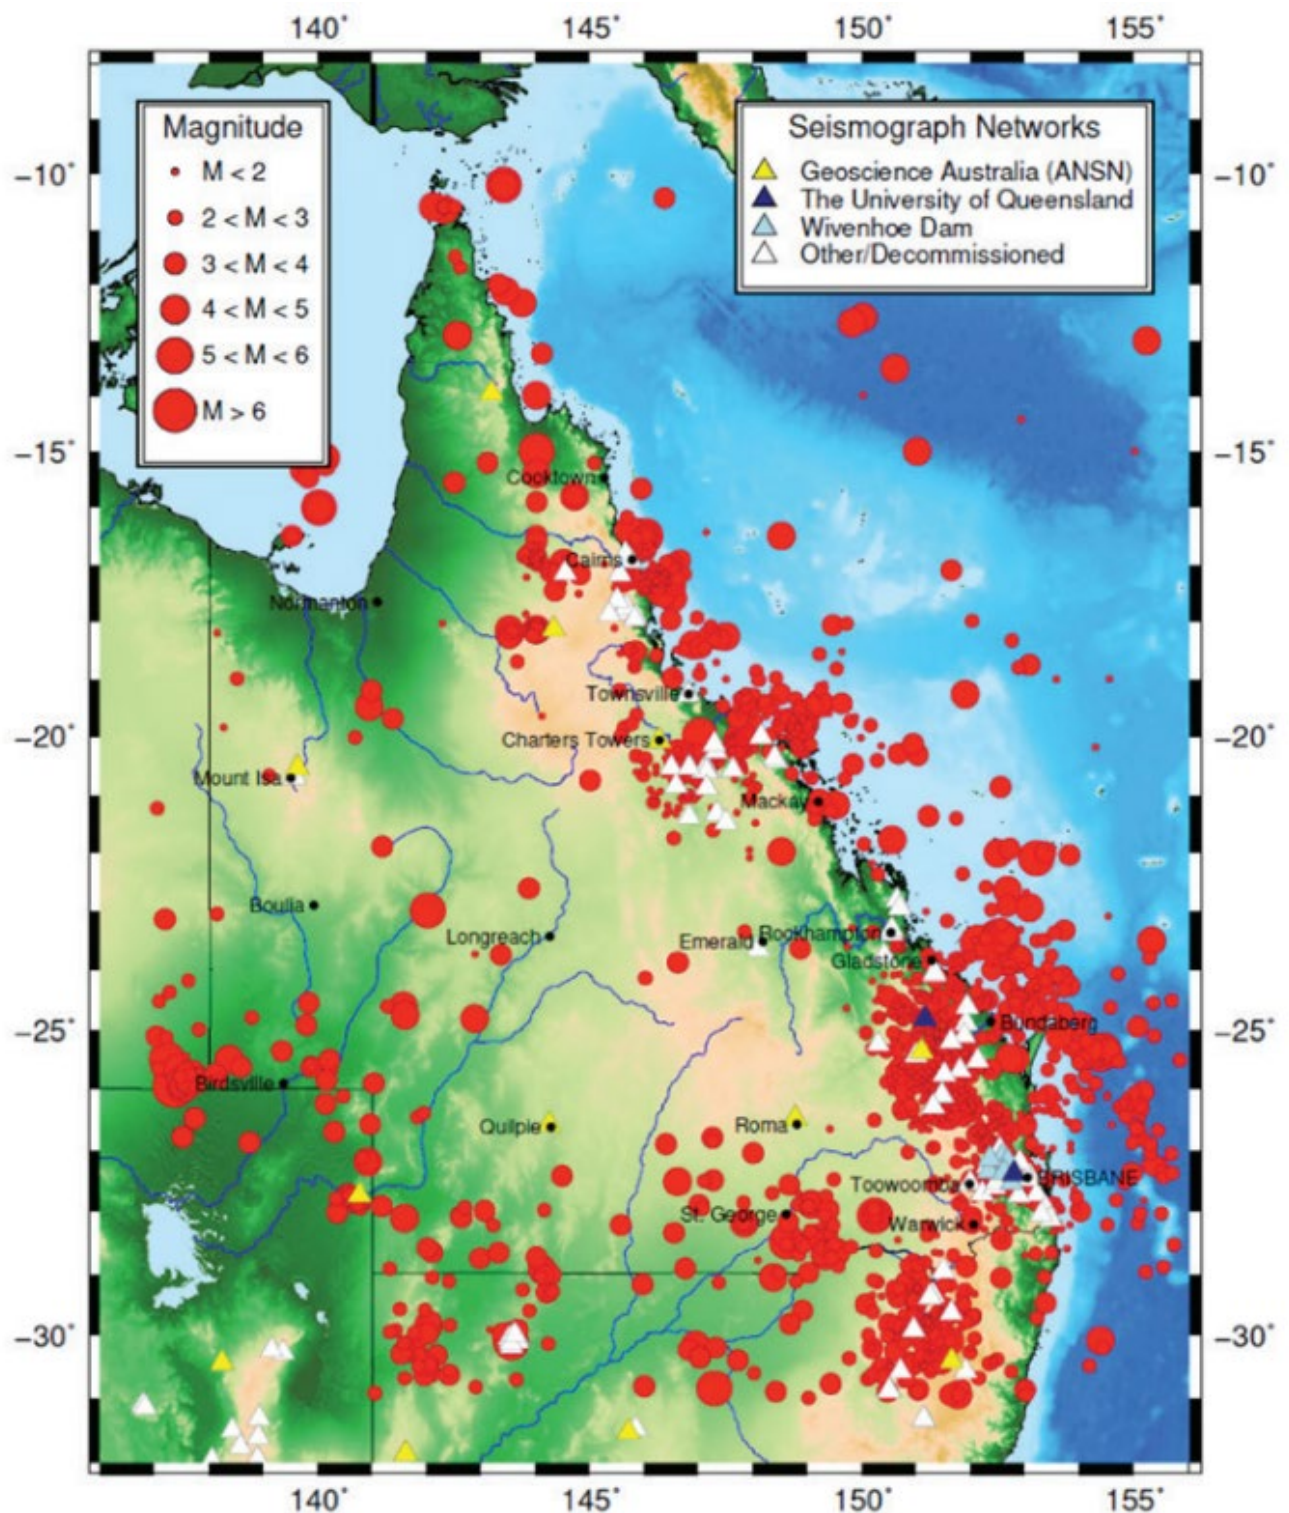 140° 145° 150° 155°
Magnitude
M < 2
2 < M < 3
3 < M < 4
4 < M < 5
5 < M < 6
M > 6
Seismograph Networks
Geoscience Australia (ANSN)
The University of Queensland
Wivenhoe Dam
Other/Decommissioned
−10° −10°
−15° −15°
Cocktown
Cairns
Normanton
Townsville
−20° −20°
Charters Towers
Mount Isa
Mackay
Boulia
Longreach
Emerald
Rockhampton
Gladstone
−25° −25°
Bundaberg
Birdsville
Quilpie
Roma
Toowoomba
BRISBANE
St. George
Warwick
−30° −30°
140° 145° 150° 155°